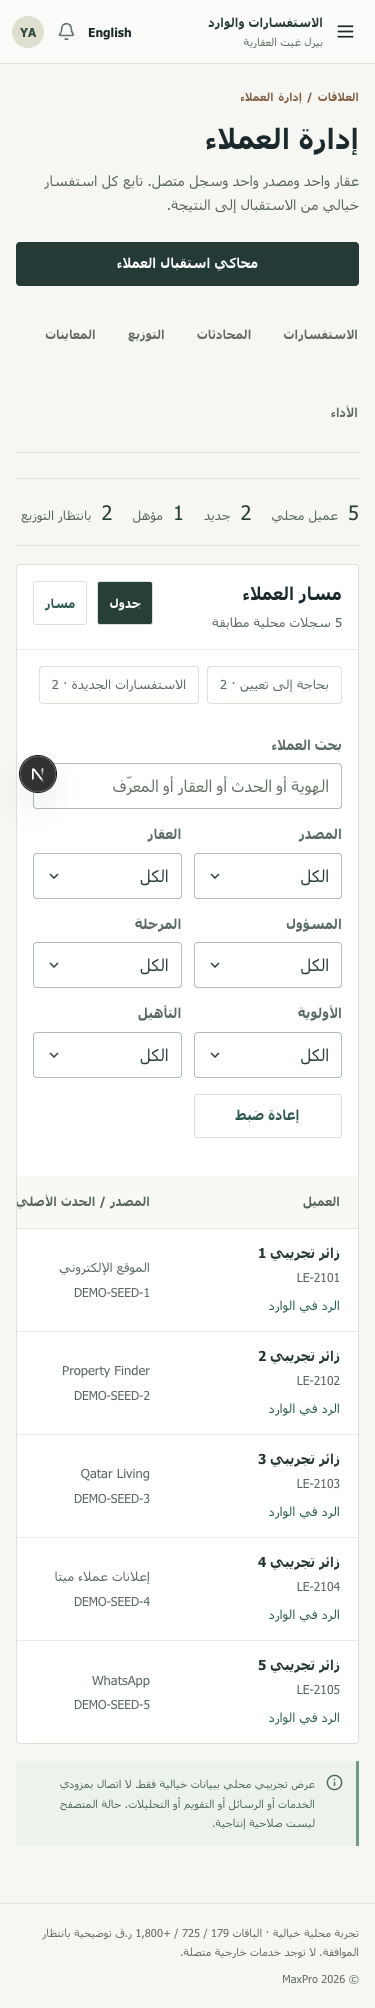 الاستفسارات والوارد
بيرل غيت العقارية
English
YA
العلاقات / إدارة العملاء
إدارة العملاء
عقار واحد ومصدر واحد وسجل متصل. تابع كل استفسار
خيالي من الاستقبال إلى النتيجة.
محاكي استقبال العملاء
الاستفسارات المحادثات التوزيع المعاينات
الأداء
5 عميل محلي 2 جديد 1 مؤهل 2 بانتظار التوزيع
مسار العملاء
5 سجلات محلية مطابقة
جدول مسار
بحاجة إلى تعيين · 2 الاستفسارات الجديدة · 2
بحث العملاء
الهوية أو الحدث أو العقار أو المعرّف
N
المصدر العقار
الكل الكل
المسؤول المرحلة
الكل الكل
الأولوية التأهيل
الكل الكل
إعادة ضبط
العميل المصدر / الحدث الأصلي
زائر تجريبي 1
LE-2101
الرد في الوارد
الموقع الإلكتروني
DEMO-SEED-1
زائر تجريبي 2
LE-2102
الرد في الوارد
Property Finder
DEMO-SEED-2
زائر تجريبي 3
LE-2103
الرد في الوارد
Qatar Living
DEMO-SEED-3
زائر تجريبي 4
LE-2104
الرد في الوارد
إعلانات عملاء ميتا
DEMO-SEED-4
زائر تجريبي 5
LE-2105
الرد في الوارد
WhatsApp
DEMO-SEED-5
عرض تجريبي محلي ببيانات خيالية فقط. لا اتصال بمزودي
الخدمات أو الرسائل أو التقويم أو التحليلات. حالة المتصفح
ليست صلاحية إنتاجية.
تجربة محلية خيالية · الباقات 179 / 725 / +1,800 ر.ق توضيحية بانتظار
الموافقة. لا توجد خدمات خارجية متصلة.
© 2026 MaxPro